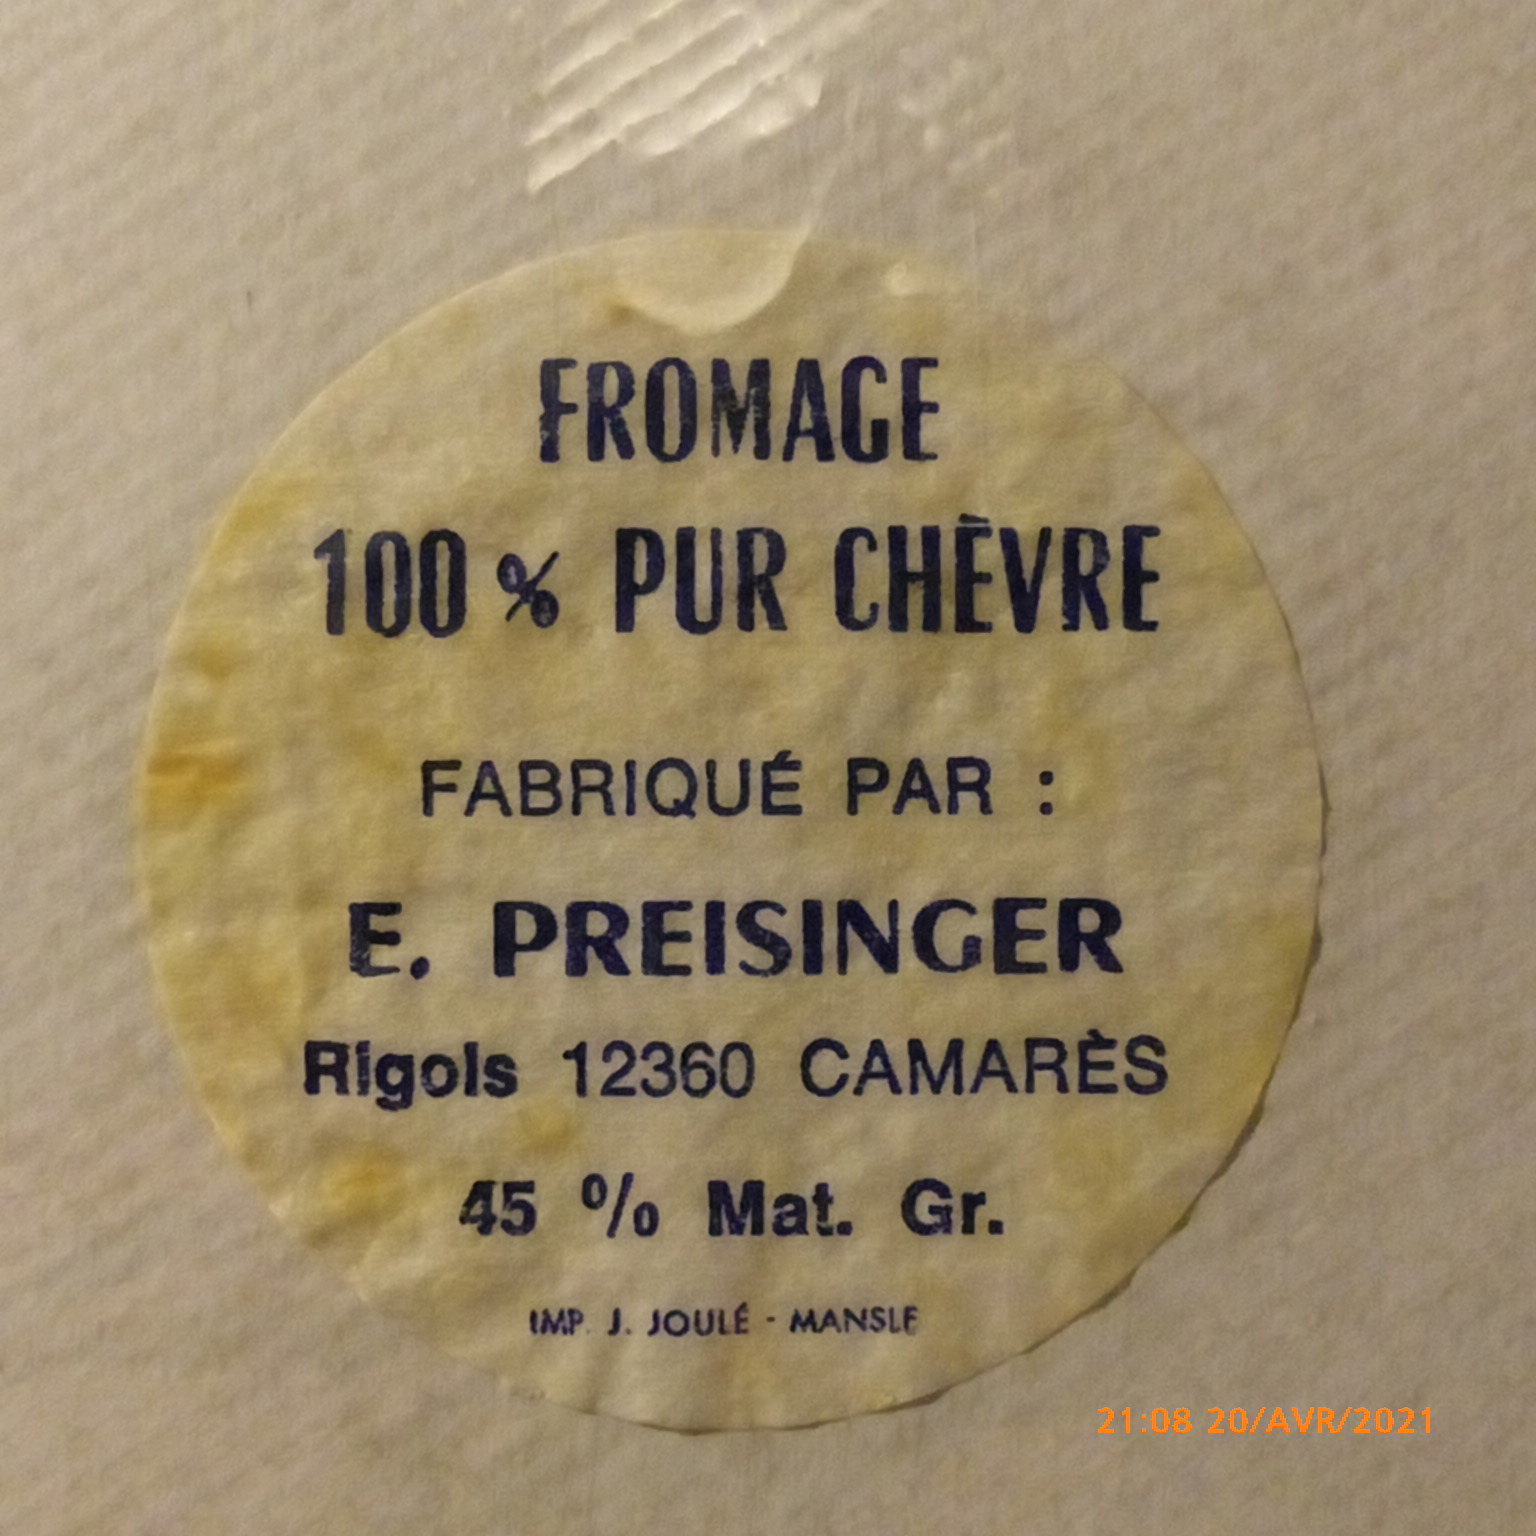 FROMAGE
100 % PUR CHÈVRE
FABRIQUÉ PAR :
E. PREISINGER
Rigols 12360 CAMARÈS
45 % Mat. Gr.
IMP. J. JOULÉ - MANSLE
21:08 20/AVR/2021